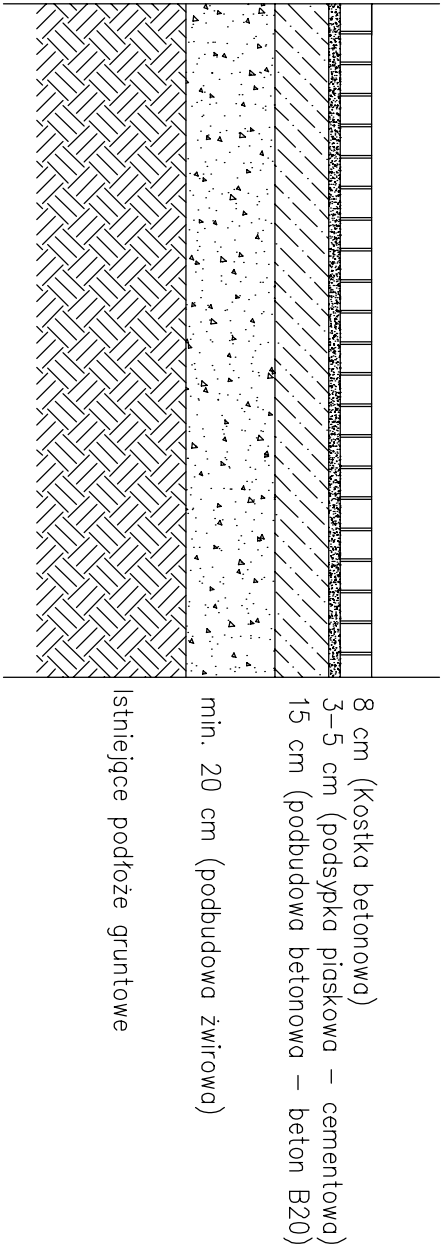 8 cm (Kostka betonowa)
3-5 cm (podsypka piaskowa - cementowa)
15 cm (podbudowa betonowa - beton B20)
min. 20 cm (podbudowa żwirowa)
Istniejące podłoże gruntowe